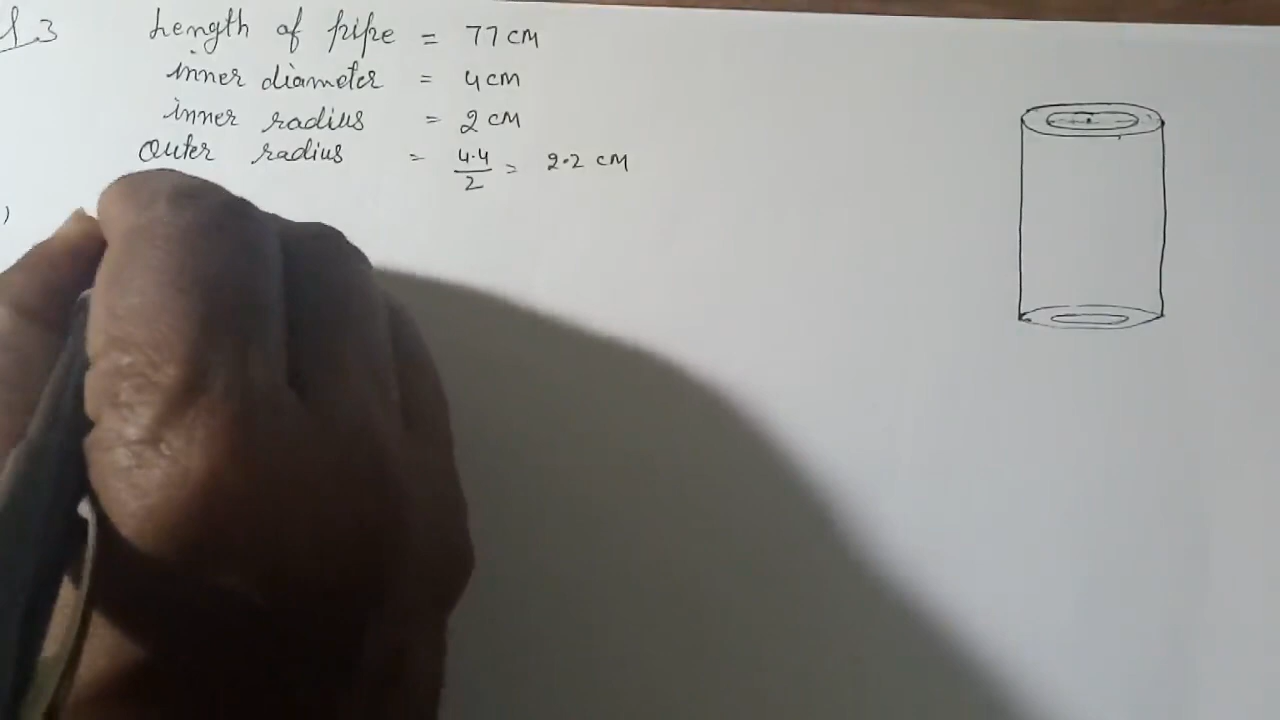 Q.3 Length of pipe = 77 cm
inner diameter = 4 cm
inner radius = 2 cm
Outer radius = 4.4/2 = 2.2 cm
)